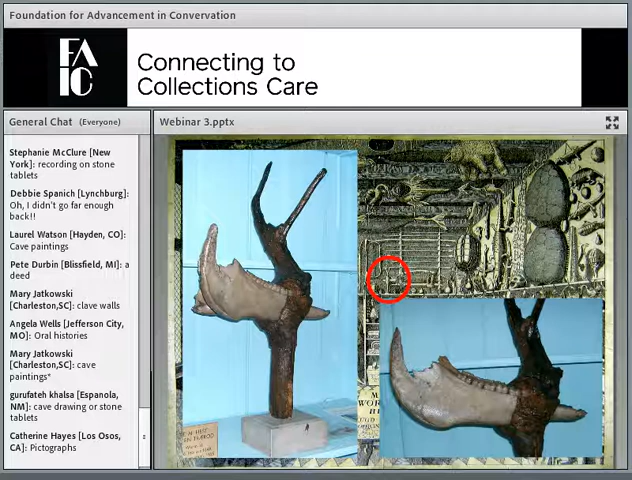 Foundation for Advancement in Convervation
FA
IC
Connecting to
Collections Care
General Chat (Everyone)
Stephanie McClure [New
York]: recording on stone
tablets
Debbie Spanich [Lynchburg]:
Oh, I didn't go far enough
back!!
Laurel Watson [Hayden, CO]:
Cave paintings
Pete Durbin [Blissfield, MI]: a
deed
Mary Jatkowski
[Charleston,SC]: clave walls
Angela Wells [Jefferson City,
MO]: Oral histories
Mary Jatkowski
[Charleston,SC]: cave
paintings*
gurufateh khalsa [Espanola,
NM]: cave drawing or stone
tablets
Catherine Hayes [Los Osos,
CA]: Pictographs
Webinar 3.pptx